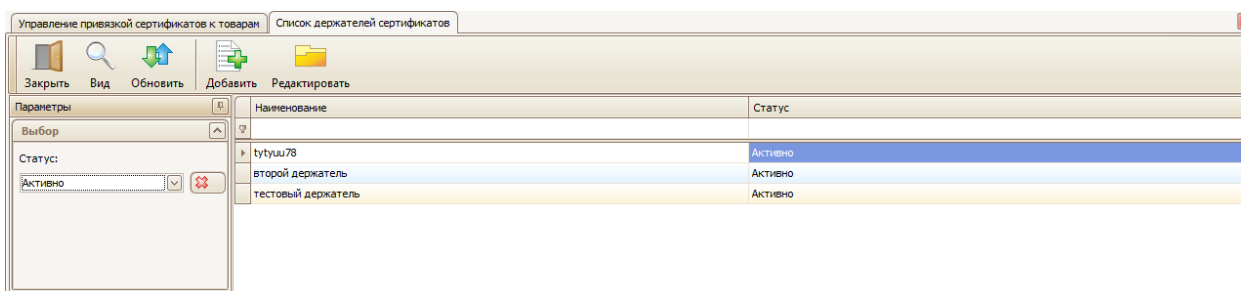 Управление привязкой сертификатов к товарам Список держателей сертификатов
Закрыть Вид Обновить Добавить Редактировать
Параметры
Выбор
Статус:
Активно
Наименование Статус
tytyuu78 Активно
второй держатель Активно
тестовый держатель Активно